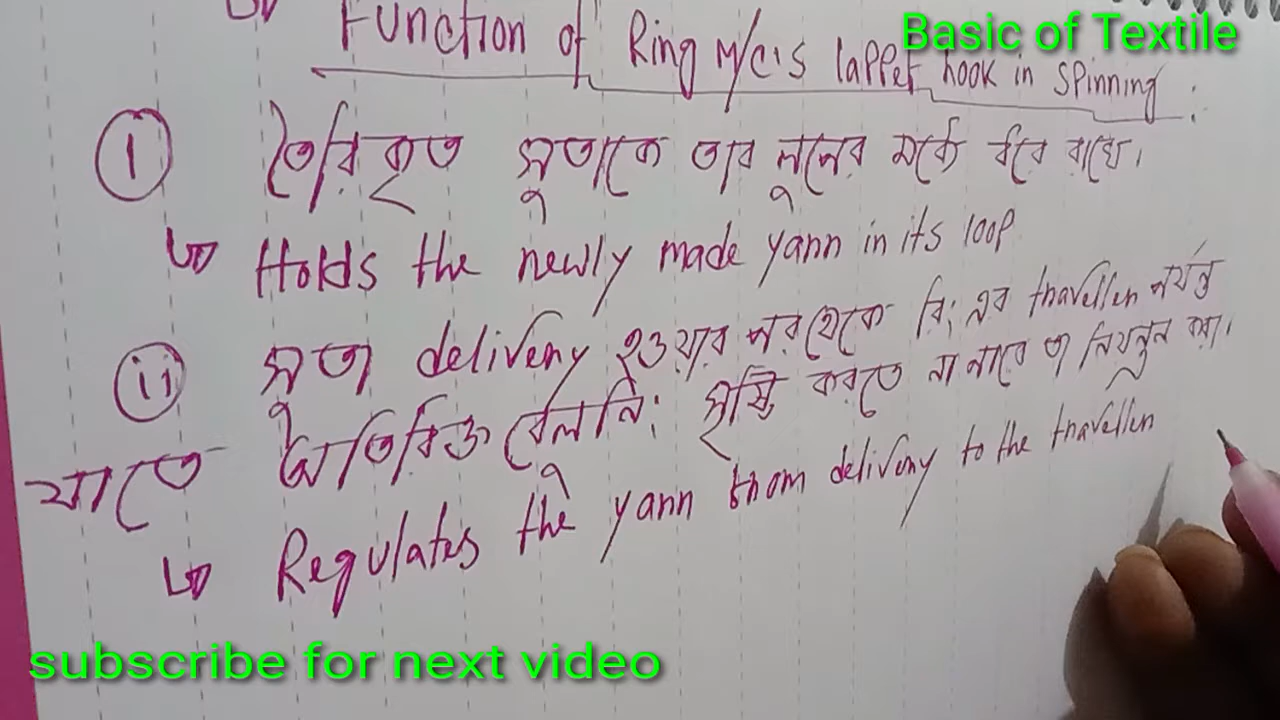 Basic of Textile
Function of Ring m/c's lappet hook in spinning :
(i) তৈরিকৃত সুতাকে তার লুপের মধ্যে ধরে রাখে।
↳ Holds the newly made yarn in its loop
(ii) সুতা delivery হওয়ার পর থেকে রিং এর traveller পর্যন্ত
যাতে অতিরিক্ত বেলুনিং সৃষ্টি করতে না পারে তা নিয়ন্ত্রন করা।
↳ Regulates the yarn from delivery to the traveller
subscribe for next video